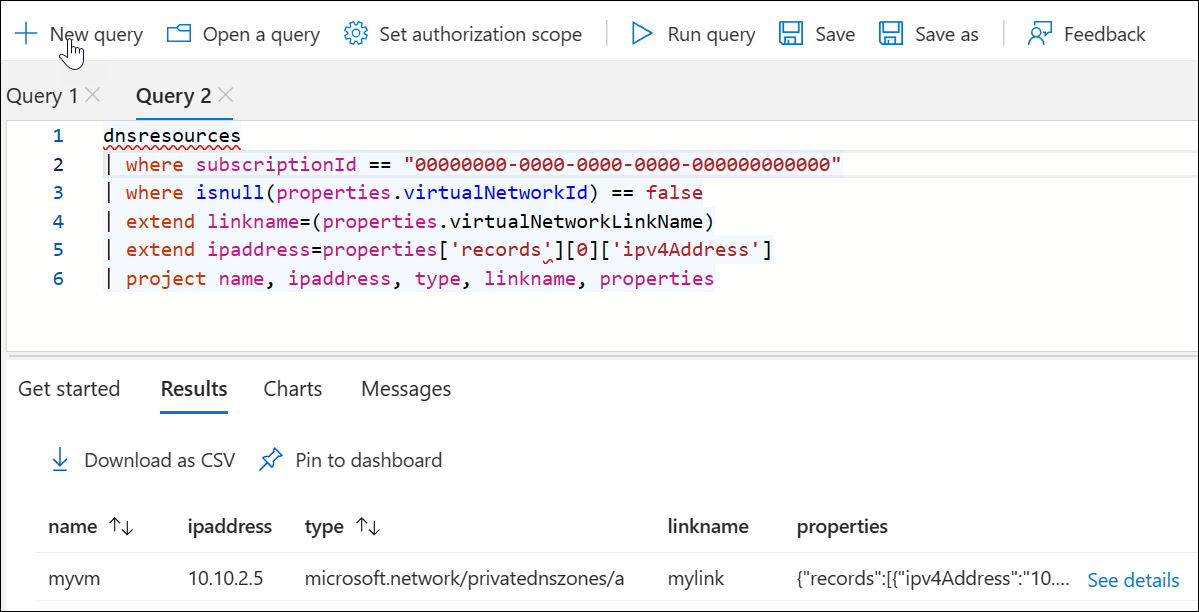 New query Open a query Set authorization scope Run query Save Save as Feedback
Query 1 Query 2
1 dnsresources
2 | where subscriptionId == "00000000-0000-0000-0000-000000000000"
3 | where isnull(properties.virtualNetworkId) == false
4 | extend linkname=(properties.virtualNetworkLinkName)
5 | extend ipaddress=properties['records'][0]['ipv4Address']
6 | project name, ipaddress, type, linkname, properties
Get started Results Charts Messages
Download as CSV Pin to dashboard
name ipaddress type linkname properties
myvm 10.10.2.5 microsoft.network/privatednszones/a mylink {"records":[{"ipv4Address":"10.... See details